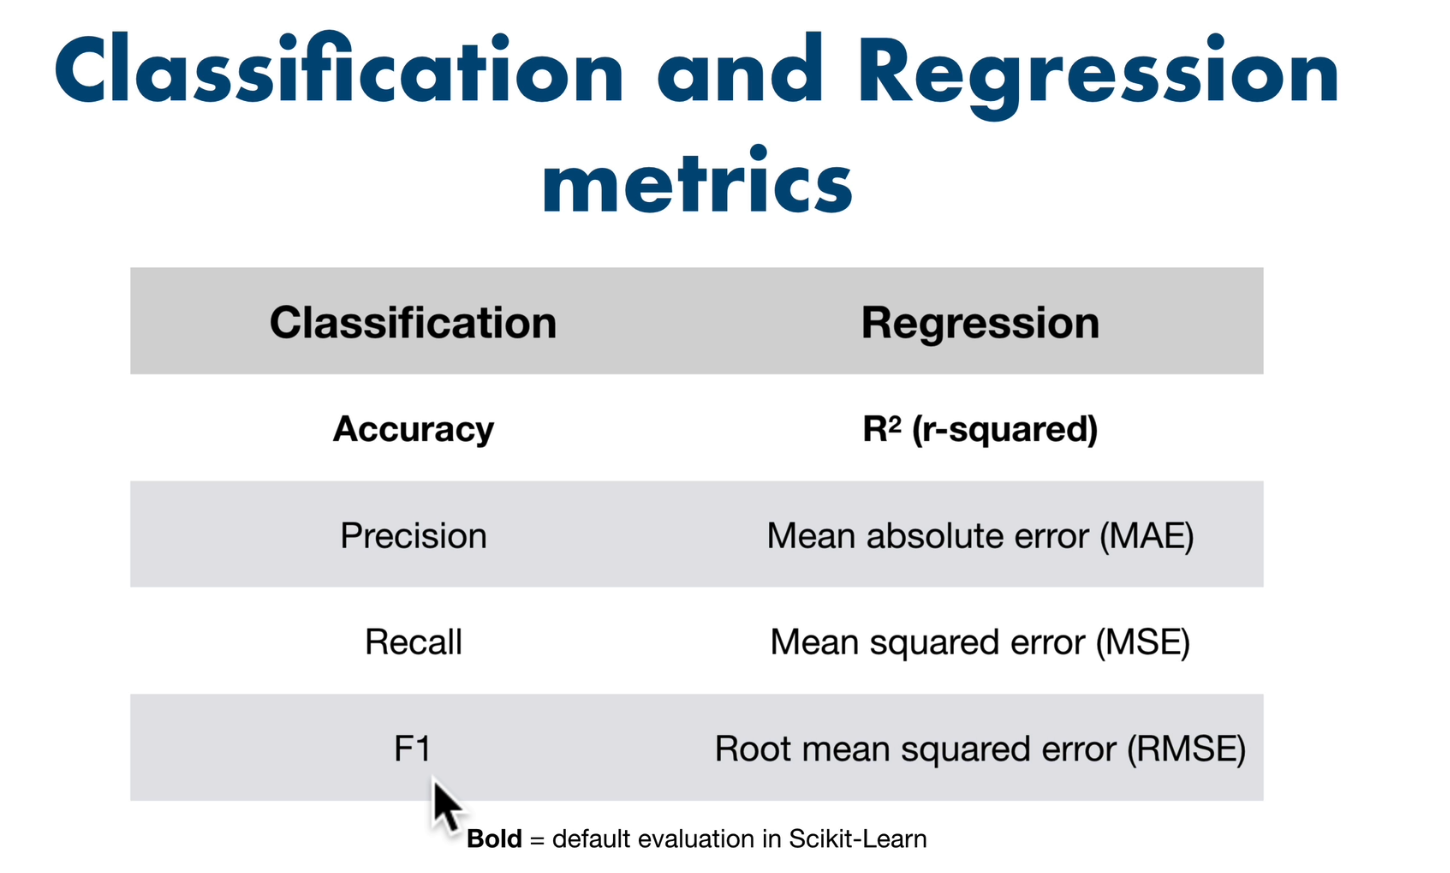 Classification and Regression
metrics
Classification Regression
Accuracy R² (r-squared)
Precision Mean absolute error (MAE)
Recall Mean squared error (MSE)
F1 Root mean squared error (RMSE)
Bold = default evaluation in Scikit-Learn